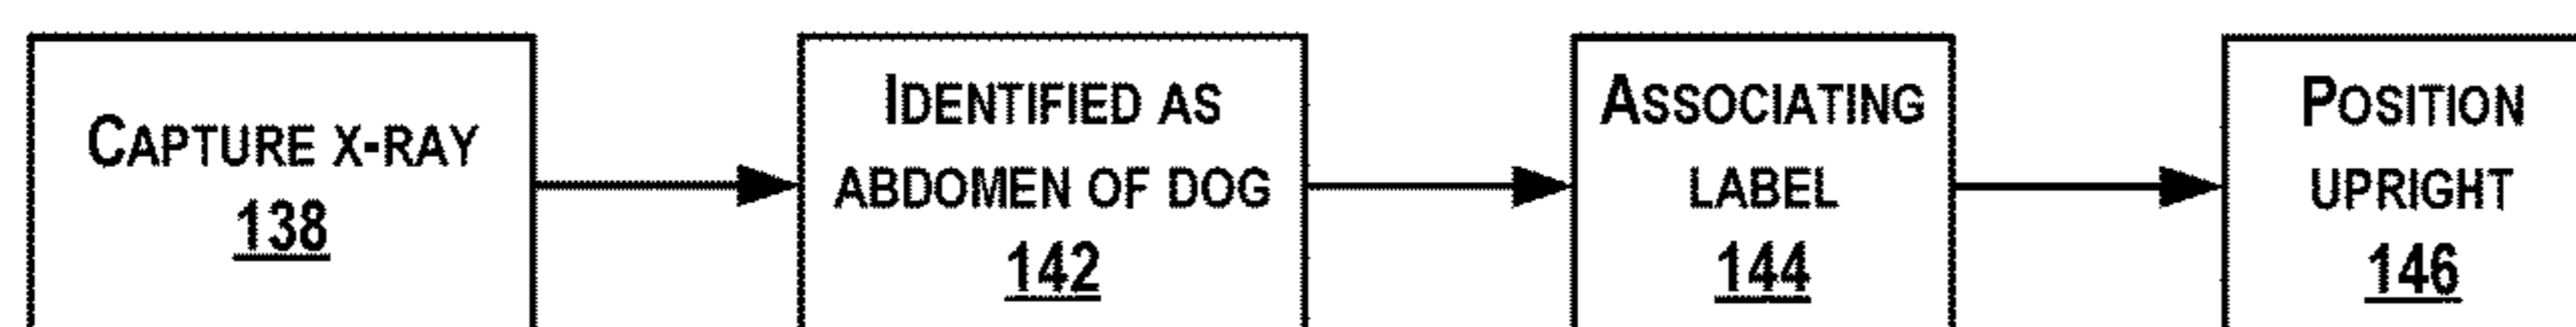 CAPTURE X-RAY
138
IDENTIFIED AS
ABDOMEN OF DOG
142
ASSOCIATING
LABEL
144
POSITION
UPRIGHT
146